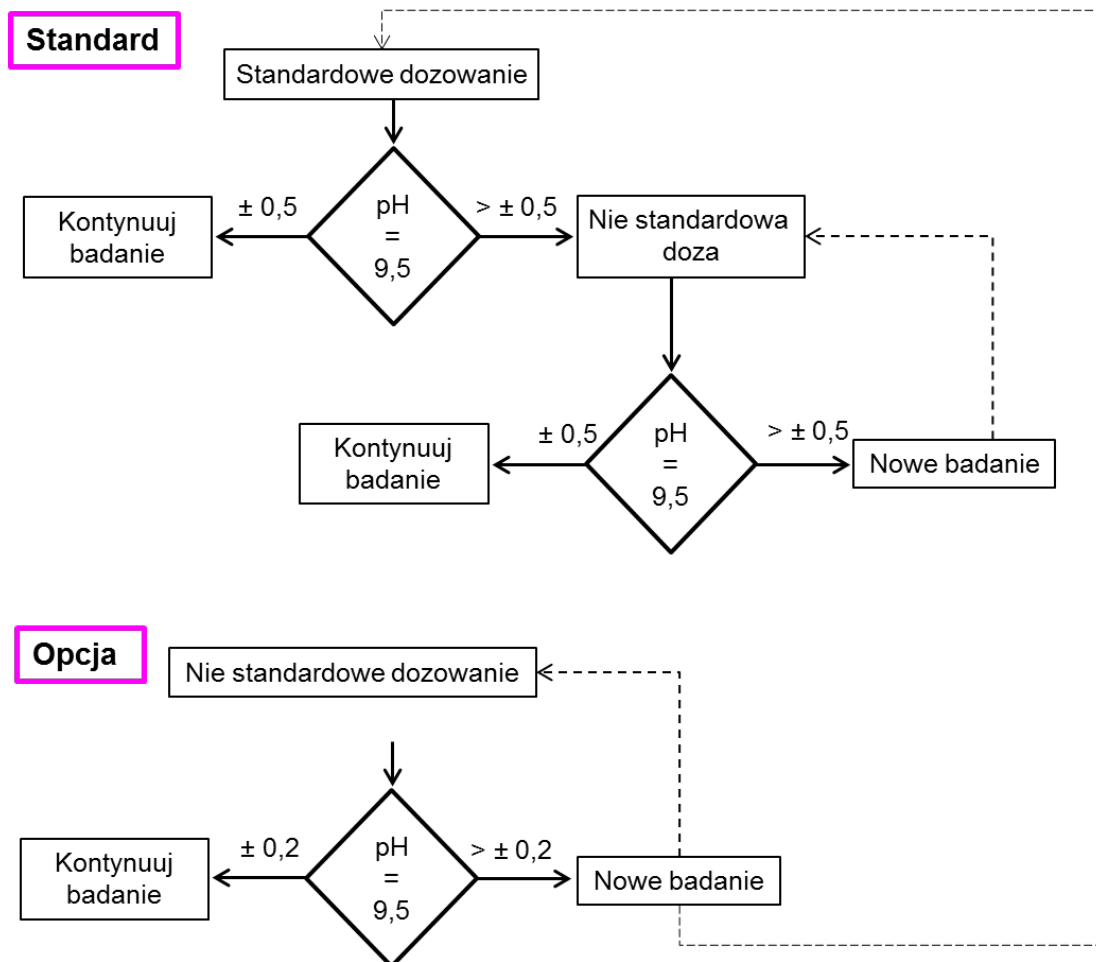 Standard
Standardowe dozowanie
± 0,5
pH
=
9,5
> ± 0,5
Kontynuuj
badanie
Nie standardowa
doza
± 0,5
pH
=
9,5
> ± 0,5
Kontynuuj
badanie
Nowe badanie
Opcja
Nie standardowe dozowanie
± 0,2
pH
=
9,5
> ± 0,2
Kontynuuj
badanie
Nowe badanie